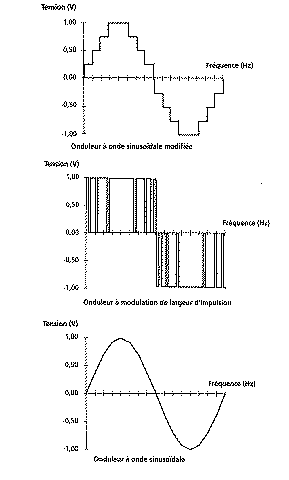 Tension (V)
1,00
0,50
Fréquence (Hz)
0,00
-0,50
-1,00
Onduleur à onde sinusoïdale modifiée
Tension (V)
1,00
0,50
Fréquence (Hz)
0,00
-0,50
-1,00
Onduleur à modulation de largeur d'impulsion
Tension (V)
1,00
0,50
Fréquence (Hz)
0,00
-0,50
-1,00
Onduleur à onde sinusoïdale